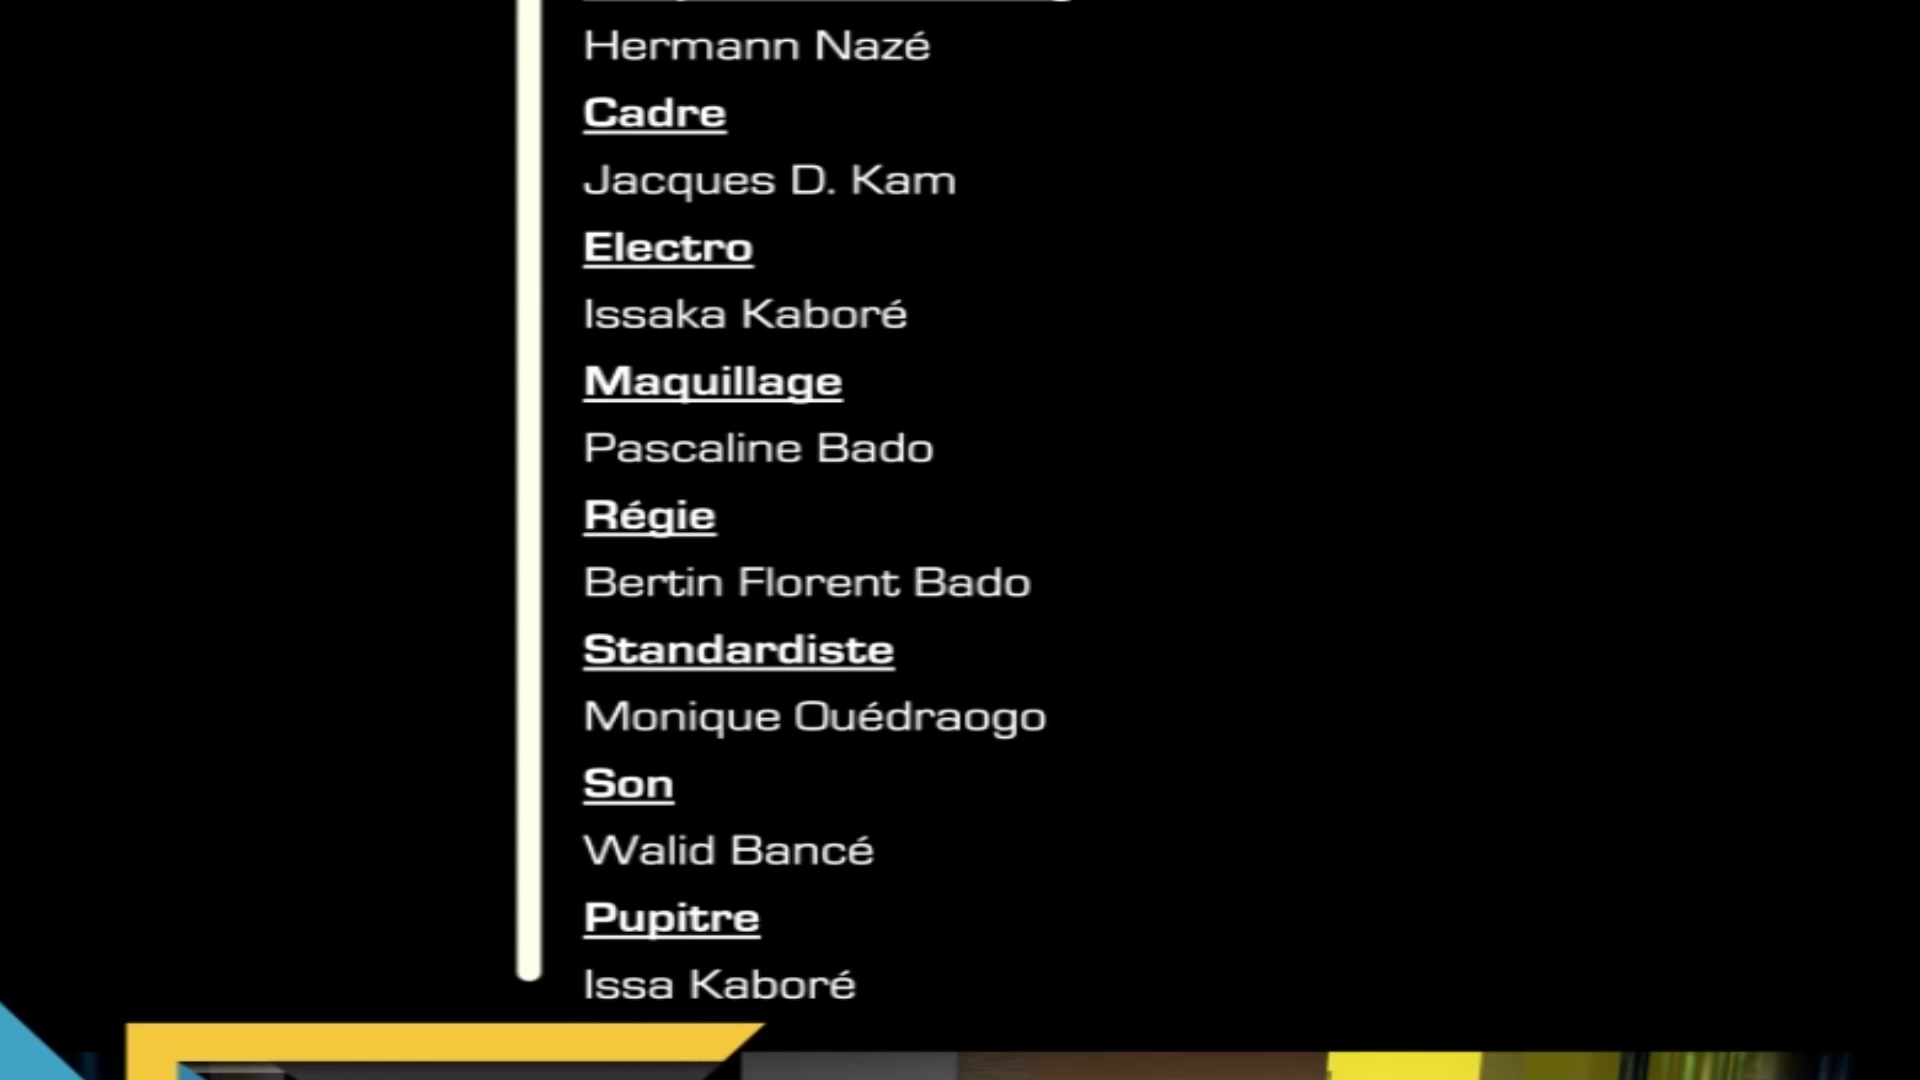 Hermann Nazé
Cadre
Jacques D. Kam
Electro
Issaka Kaboré
Maquillage
Pascaline Bado
Régie
Bertin Florent Bado
Standardiste
Monique Ouédraogo
Son
Walid Bancé
Pupitre
Issa Kaboré